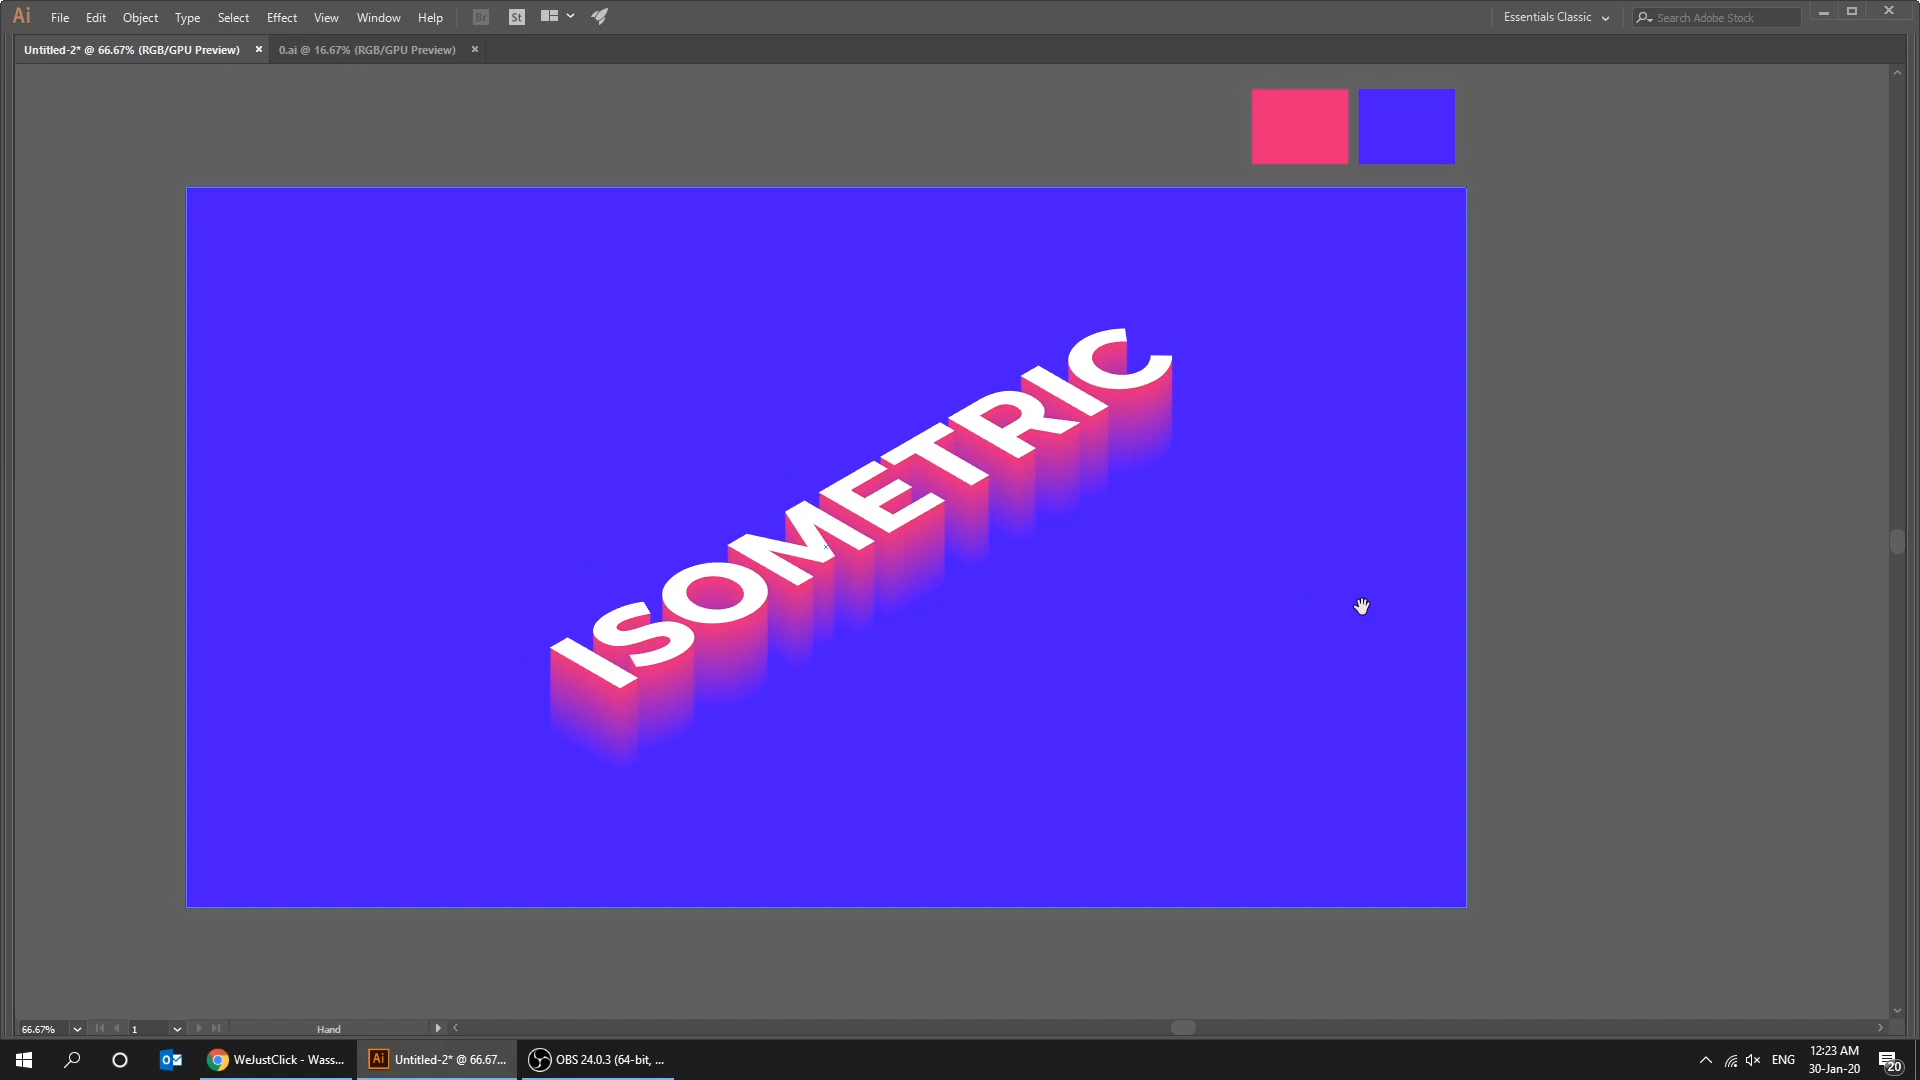 Ai File Edit Object Type Select Effect View Window Help Br St Essentials Classic Search Adobe Stock
Untitled-2* @ 66.67% (RGB/GPU Preview) × 0.ai @ 16.67% (RGB/GPU Preview) ×
ISOMETRIC
66.67% 1 Hand
WeJustClick - Wass... Ai Untitled-2* @ 66.67... OBS 24.0.3 (64-bit, ... ENG 12:23 AM
30-Jan-20 20